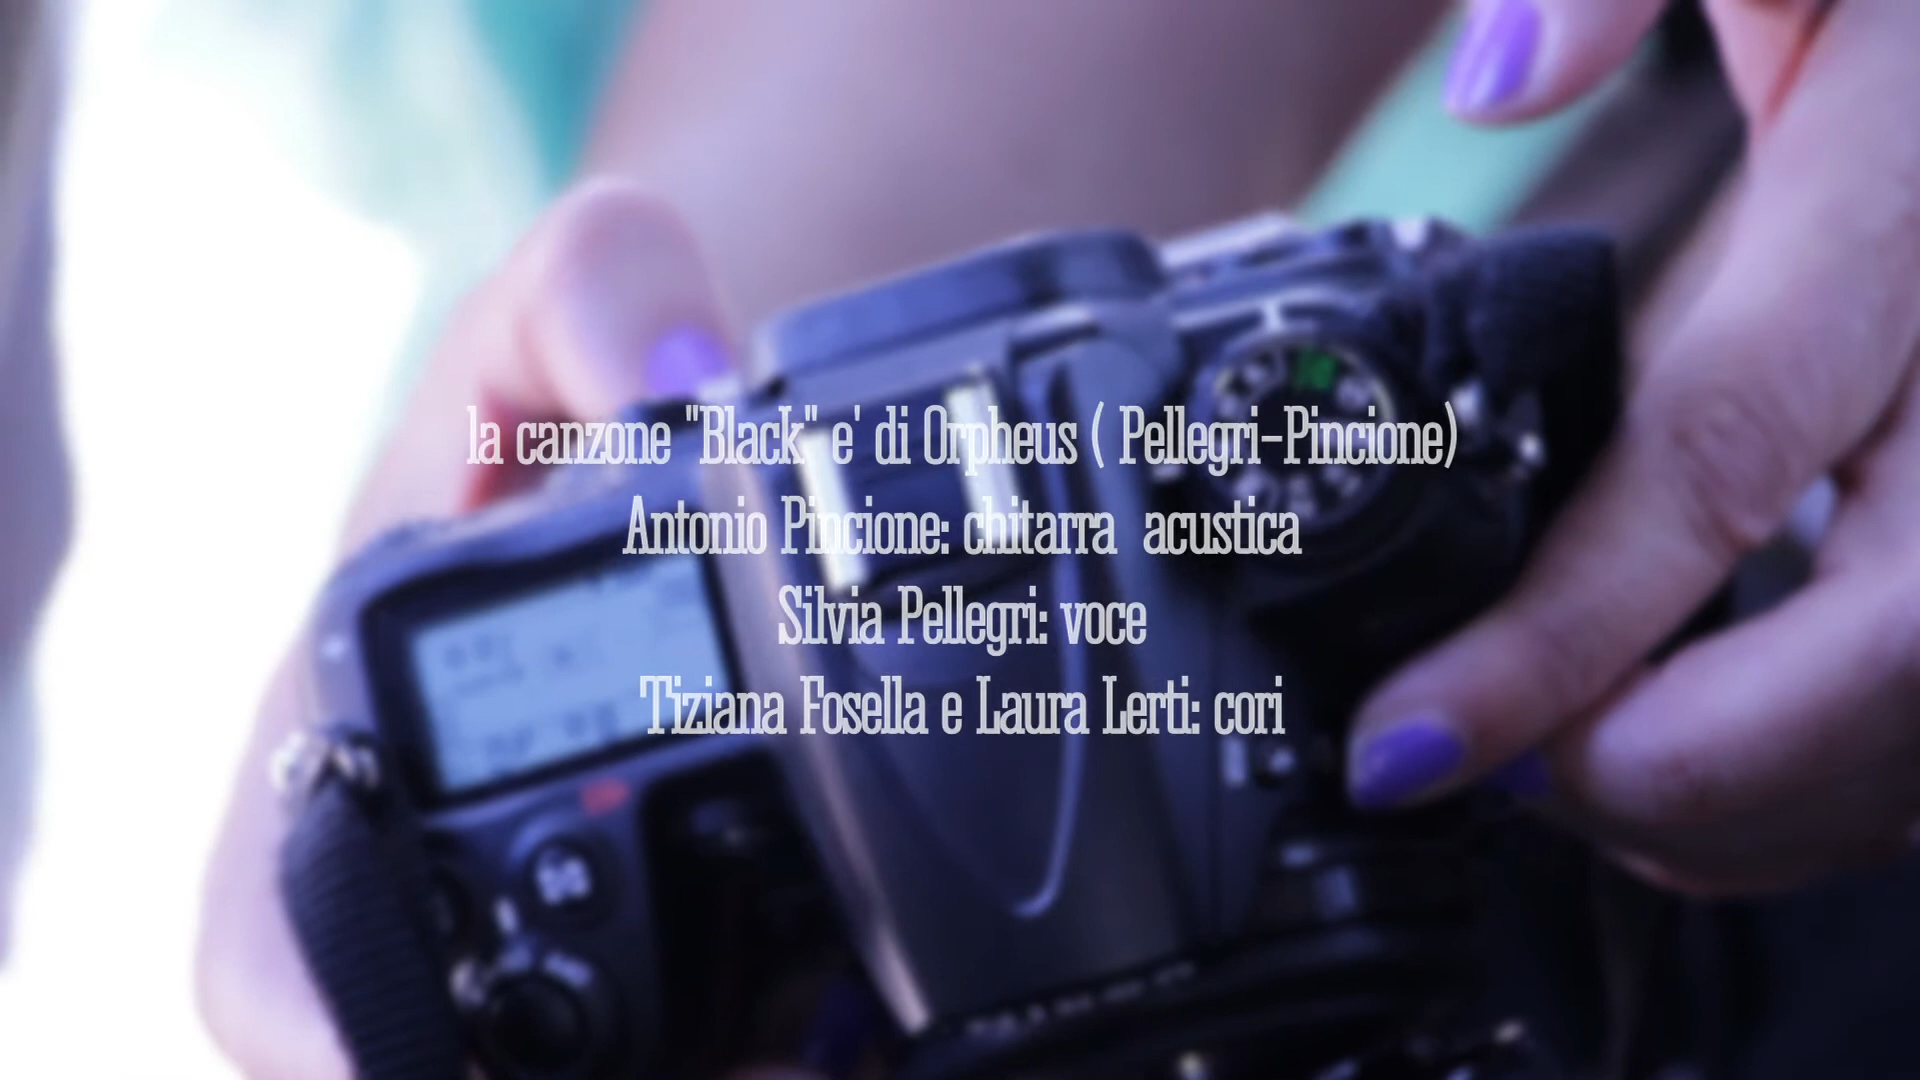 la canzone "Black" e' di Orpheus ( Pellegri-Pincione)
Antonio Pincione: chitarra  acustica
Silvia Pellegri: voce
Tiziana Fosella e Laura Lerti: cori